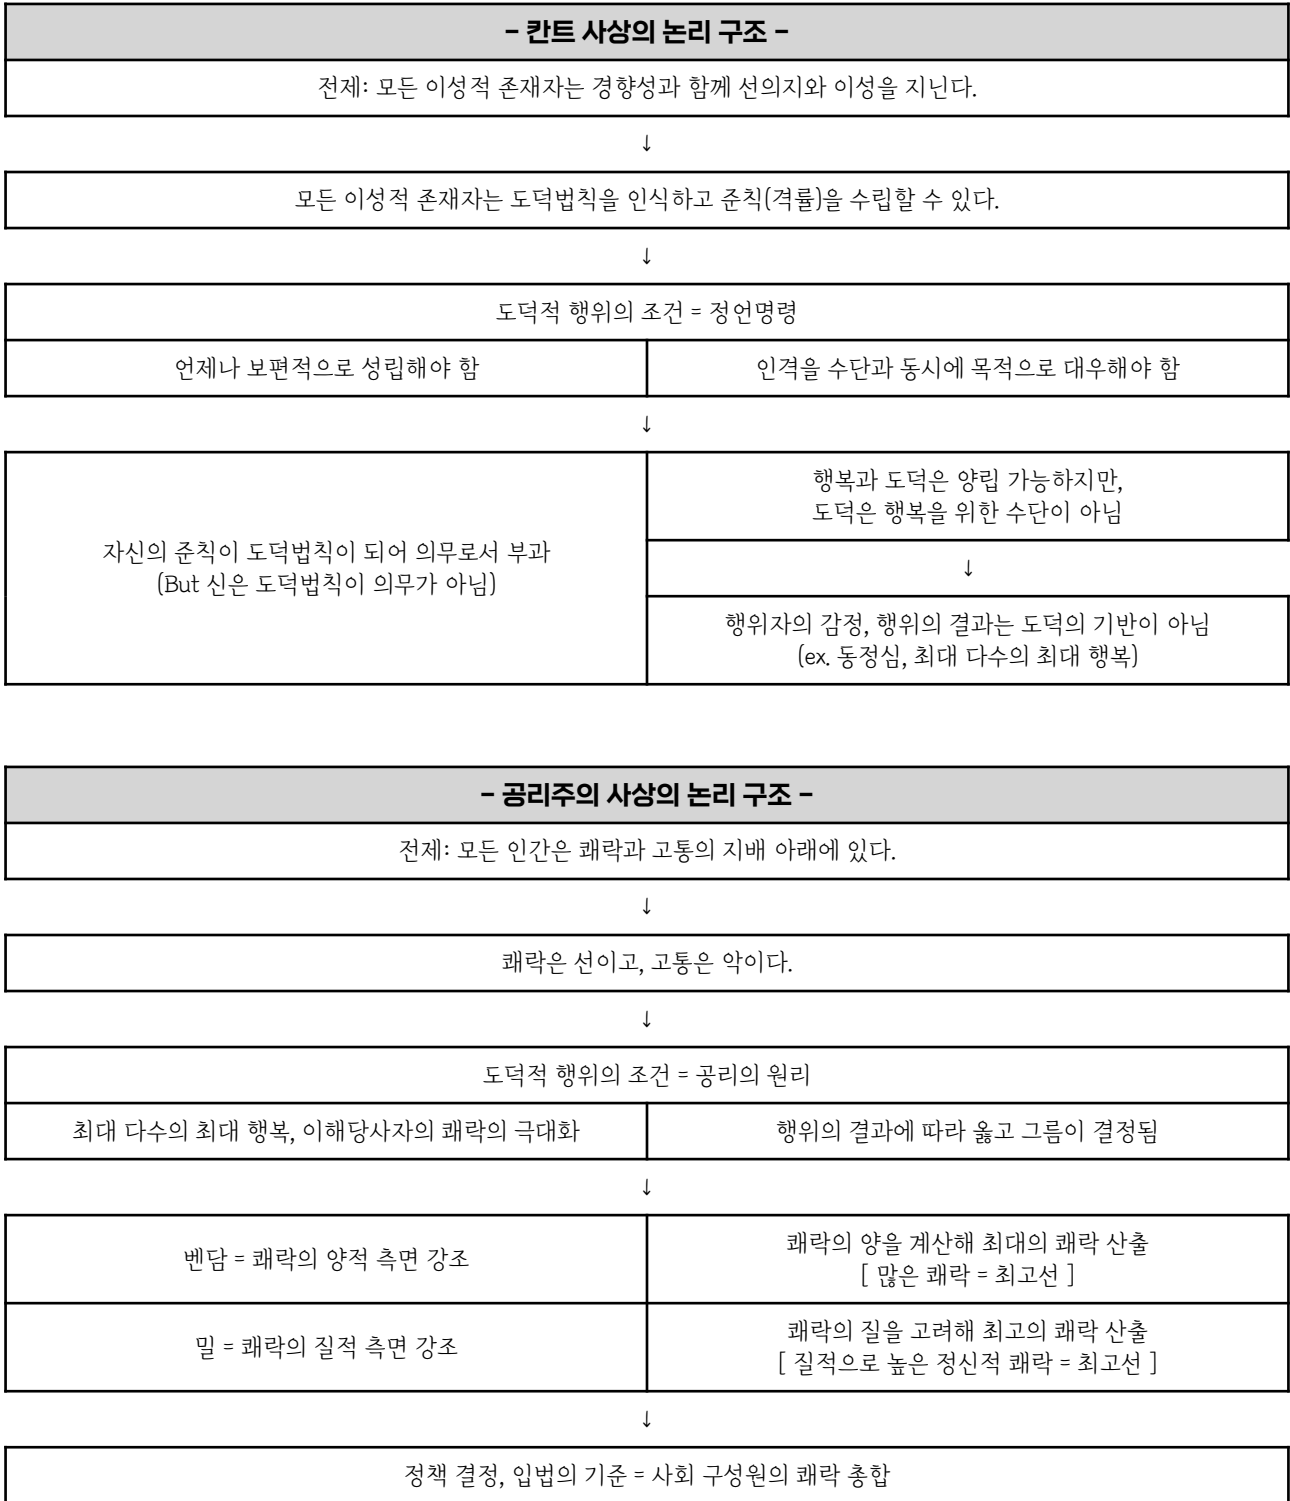 - 칸트 사상의 논리 구조 -
전제: 모든 이성적 존재자는 경향성과 함께 선의지와 이성을 지닌다.
↓
모든 이성적 존재자는 도덕법칙을 인식하고 준칙(격률)을 수립할 수 있다.
↓
도덕적 행위의 조건 = 정언명령
언제나 보편적으로 성립해야 함
인격을 수단과 동시에 목적으로 대우해야 함
↓
자신의 준칙이 도덕법칙이 되어 의무로서 부과
(But 신은 도덕법칙이 의무가 아님)
행복과 도덕은 양립 가능하지만,
도덕은 행복을 위한 수단이 아님
↓
행위자의 감정, 행위의 결과는 도덕의 기반이 아님
(ex. 동정심, 최대 다수의 최대 행복)
- 공리주의 사상의 논리 구조 -
전제: 모든 인간은 쾌락과 고통의 지배 아래에 있다.
↓
쾌락은 선이고, 고통은 악이다.
↓
도덕적 행위의 조건 = 공리의 원리
최대 다수의 최대 행복, 이해당사자의 쾌락의 극대화
행위의 결과에 따라 옳고 그름이 결정됨
↓
벤담 = 쾌락의 양적 측면 강조
쾌락의 양을 계산해 최대의 쾌락 산출
[ 많은 쾌락 = 최고선 ]
밀 = 쾌락의 질적 측면 강조
쾌락의 질을 고려해 최고의 쾌락 산출
[ 질적으로 높은 정신적 쾌락 = 최고선 ]
↓
정책 결정, 입법의 기준 = 사회 구성원의 쾌락 총합